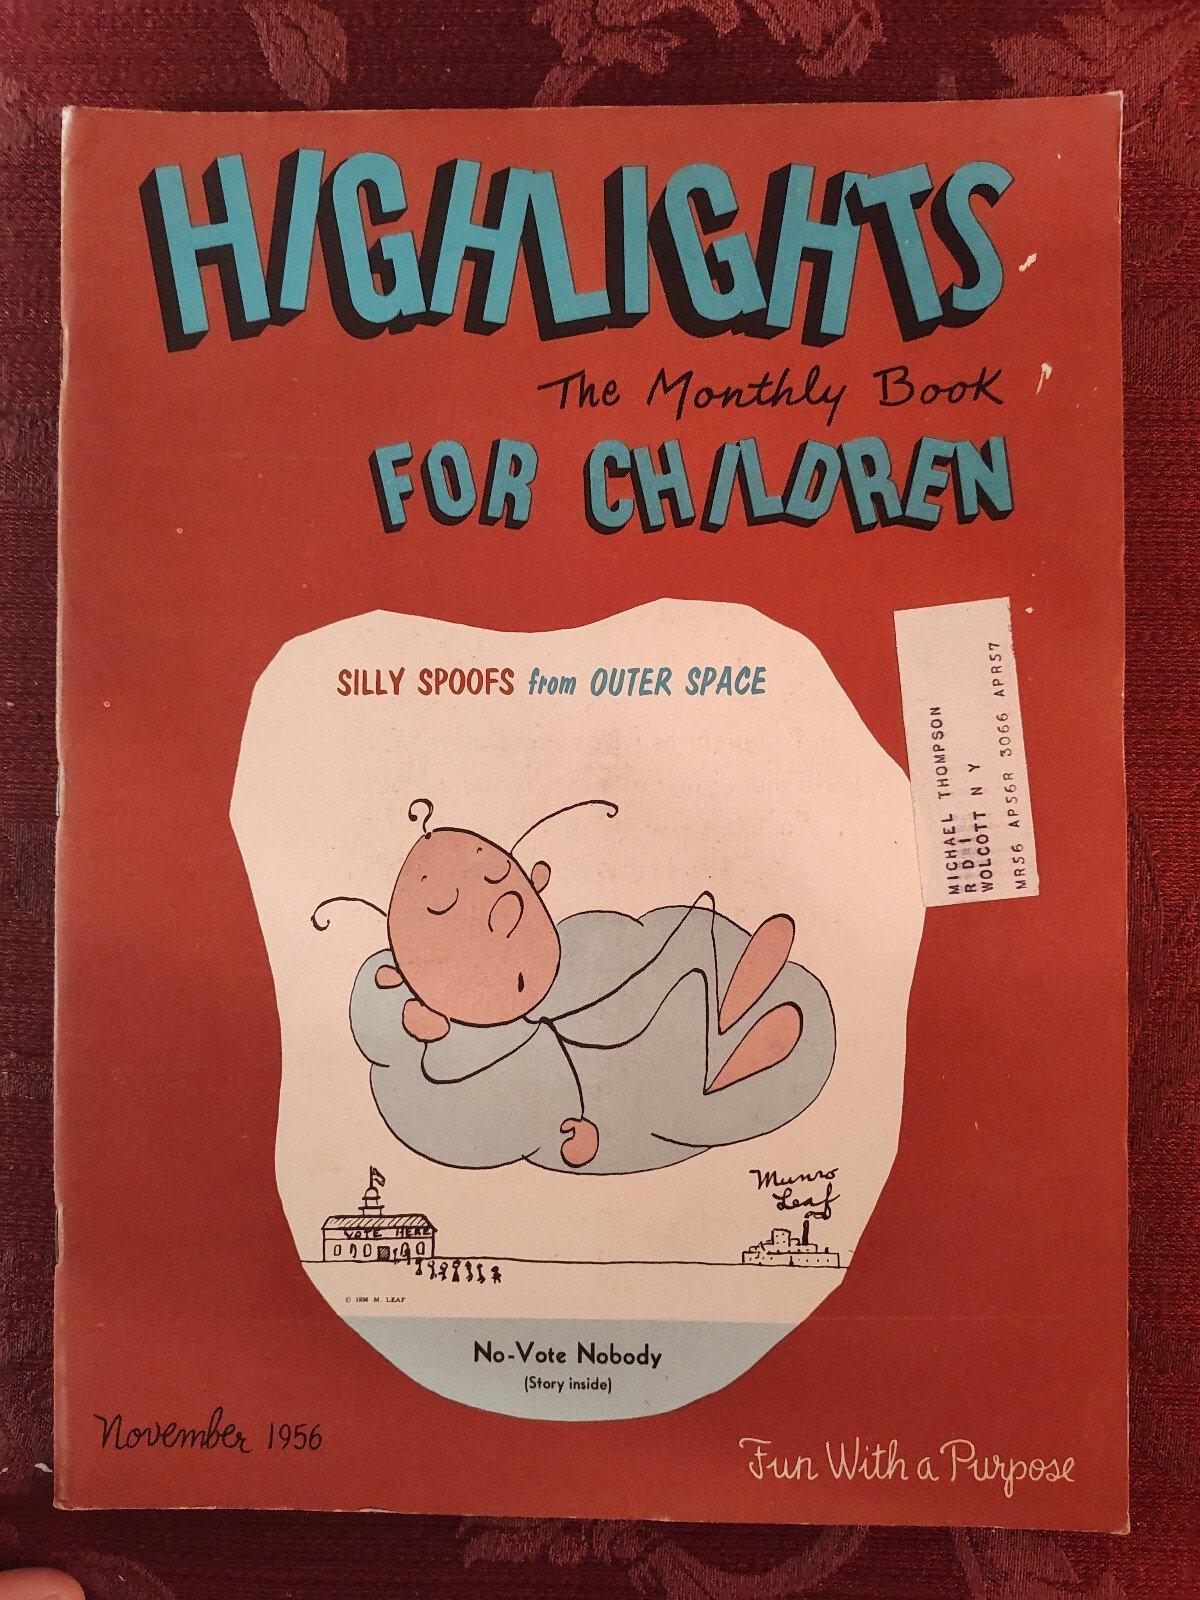 HIGHLIGHTS
The Monthly Book
FOR CHILDREN
SILLY SPOOFS from OUTER SPACE
MICHAEL THOMPSON
R D 1
WOLCOTT N Y
MR56 AP56R 3066 APR57
Munro
Leaf
VOTE HERE
© 1956 M. LEAF
No-Vote Nobody
(Story inside)
November 1956
Fun With a Purpose